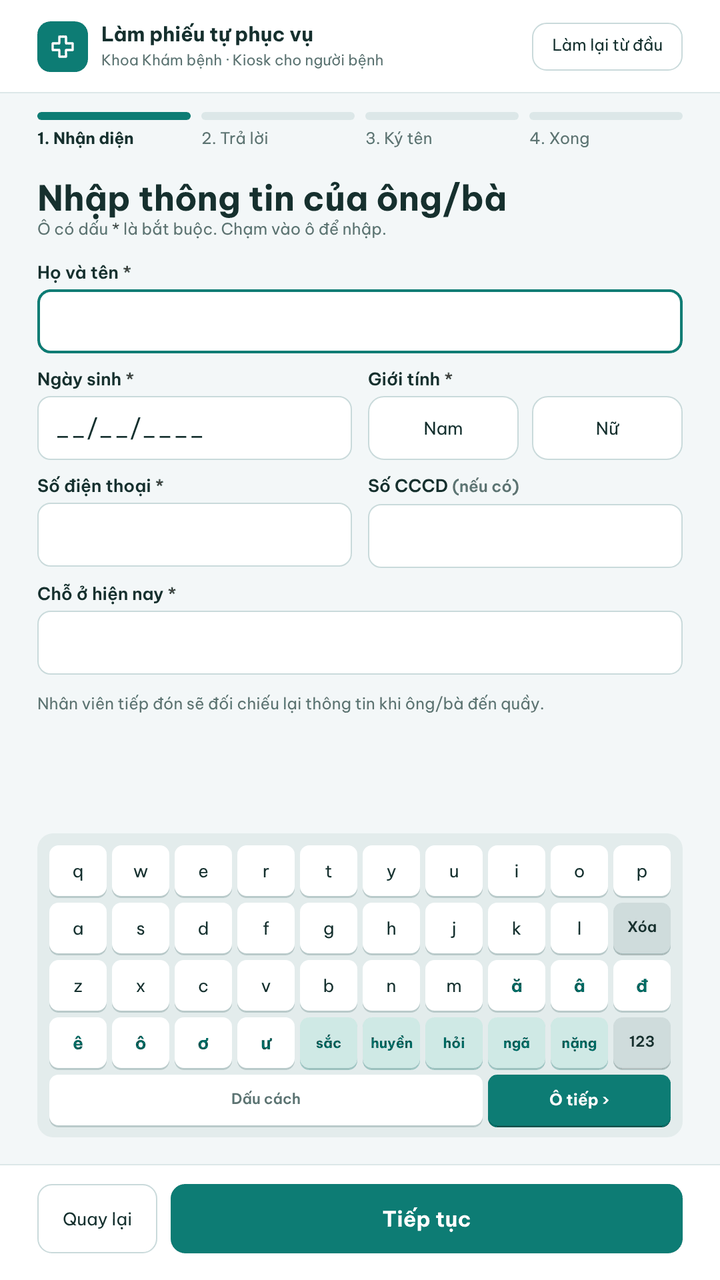 Làm phiếu tự phục vụ
Khoa Khám bệnh · Kiosk cho người bệnh
Làm lại từ đầu
1. Nhận diện
2. Trả lời
3. Ký tên
4. Xong
Nhập thông tin của ông/bà
Ô có dấu * là bắt buộc. Chạm vào ô để nhập.
Họ và tên *
Ngày sinh *
Giới tính *
__/__/____
Nam
Nữ
Số điện thoại *
Số CCCD (nếu có)
Chỗ ở hiện nay *
Nhân viên tiếp đón sẽ đối chiếu lại thông tin khi ông/bà đến quầy.
q w e r t y u i o p
a s d f g h j k l Xóa
z x c v b n m ă â đ
ê ô ơ ư sắc huyền hỏi ngã nặng 123
Dấu cách
Ô tiếp ›
Quay lại
Tiếp tục